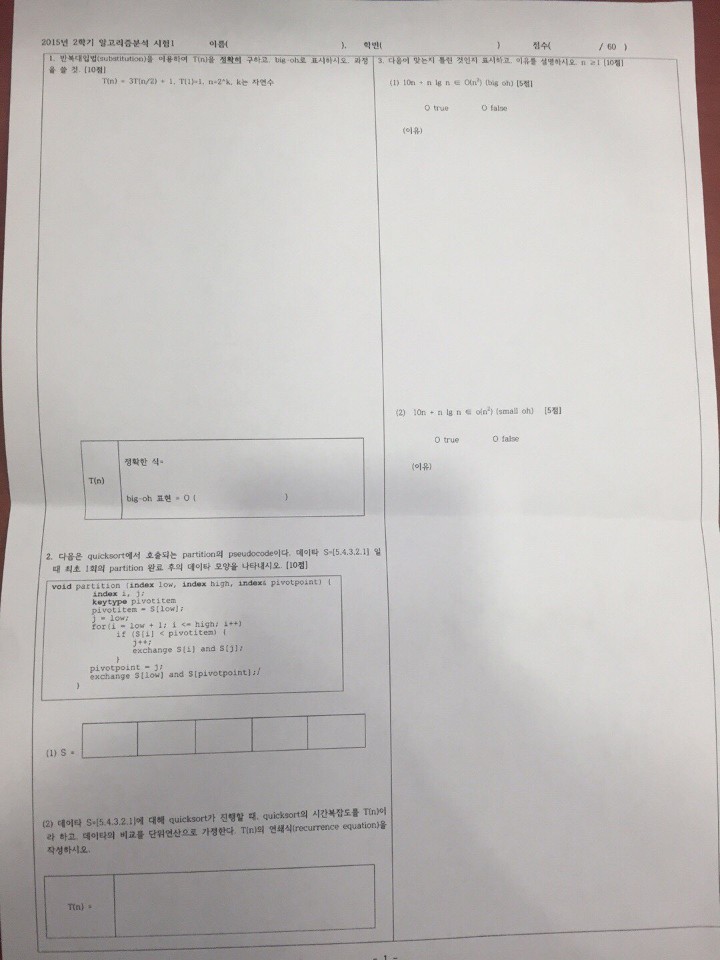 2015년 2학기 알고리즘분석 시험1 이름( ). 학번( ) 점수( / 60 )
1. 반복대입법(substitution)을 이용하여 T(n)을 정확히 구하고. big-oh로 표시하시오. 과정
을 쓸 것. [10점]
T(n) = 3T(n/2) + 1, T(1)=1, n=2^k, k는 자연수
T(n)
정확한 식=
big-oh 표현 = O ( )
2. 다음은 quicksort에서 호출되는 partition의 pseudocode이다. 데이타 S=[5.4.3.2.1] 일
때 최초 1회의 partition 완료 후의 데이타 모양을 나타내시오. [10점]
void partition (index low, index high, index& pivotpoint) {
index i, j;
keytype pivotitem
pivotitem = S[low];
j = low;
for(i = low + 1; i <= high; i++)
if (S[i] < pivotitem) {
j++;
exchange S[i] and S[j];
}
pivotpoint = j;
exchange S[low] and S[pivotpoint];/
}
(1) S =
(2) 데이타 S=[5.4.3.2.1]에 대해 quicksort가 진행할 때, quicksort의 시간복잡도를 T(n)이
라 하고, 데이타의 비교를 단위연산으로 가정한다. T(n)의 연쇄식(recurrence equation)을
작성하시오.
T(n) =
3. 다음이 맞는지 틀린 것인지 표시하고, 이유를 설명하시오. n ≥1 [10점]
(1) 10n + n lg n ∈ O(n²) (big oh) [5점]
O true O false
(이유)
(2) 10n + n lg n ∈ o(n²) (small oh) [5점]
O true O false
(이유)
- 1 -